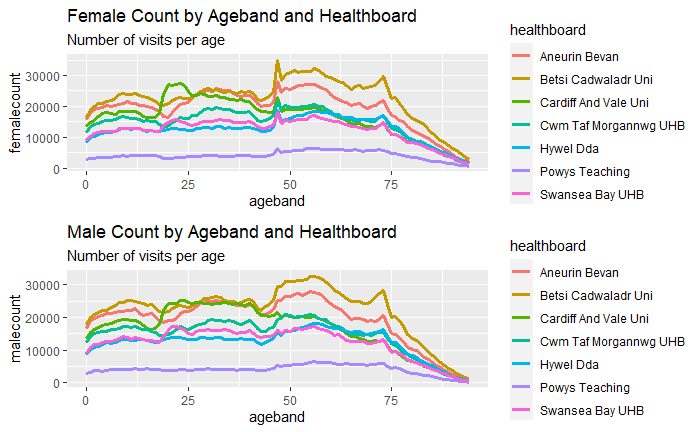 Female Count by Ageband and Healthboard
Number of visits per age
femalecount
30000
20000
10000
0
0 25 50 75
ageband
healthboard
Aneurin Bevan
Betsi Cadwaladr Uni
Cardiff And Vale Uni
Cwm Taf Morgannwg UHB
Hywel Dda
Powys Teaching
Swansea Bay UHB
Male Count by Ageband and Healthboard
Number of visits per age
malecount
30000
20000
10000
0
0 25 50 75
ageband
healthboard
Aneurin Bevan
Betsi Cadwaladr Uni
Cardiff And Vale Uni
Cwm Taf Morgannwg UHB
Hywel Dda
Powys Teaching
Swansea Bay UHB